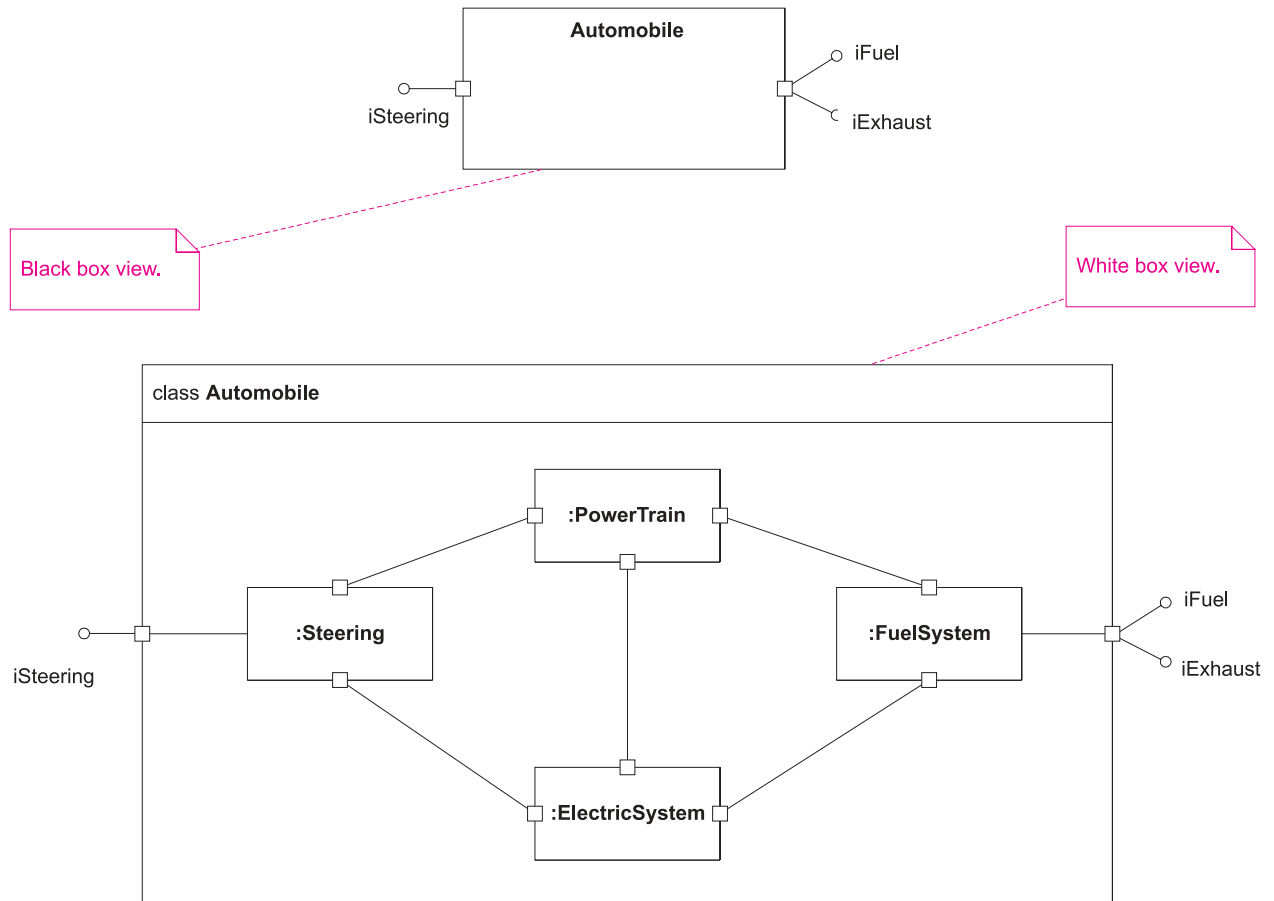 Automobile
iFuel
iSteering
iExhaust
Black box view.
White box view.
class Automobile
:PowerTrain
:Steering
:FuelSystem
iFuel
iSteering
iExhaust
:ElectricSystem